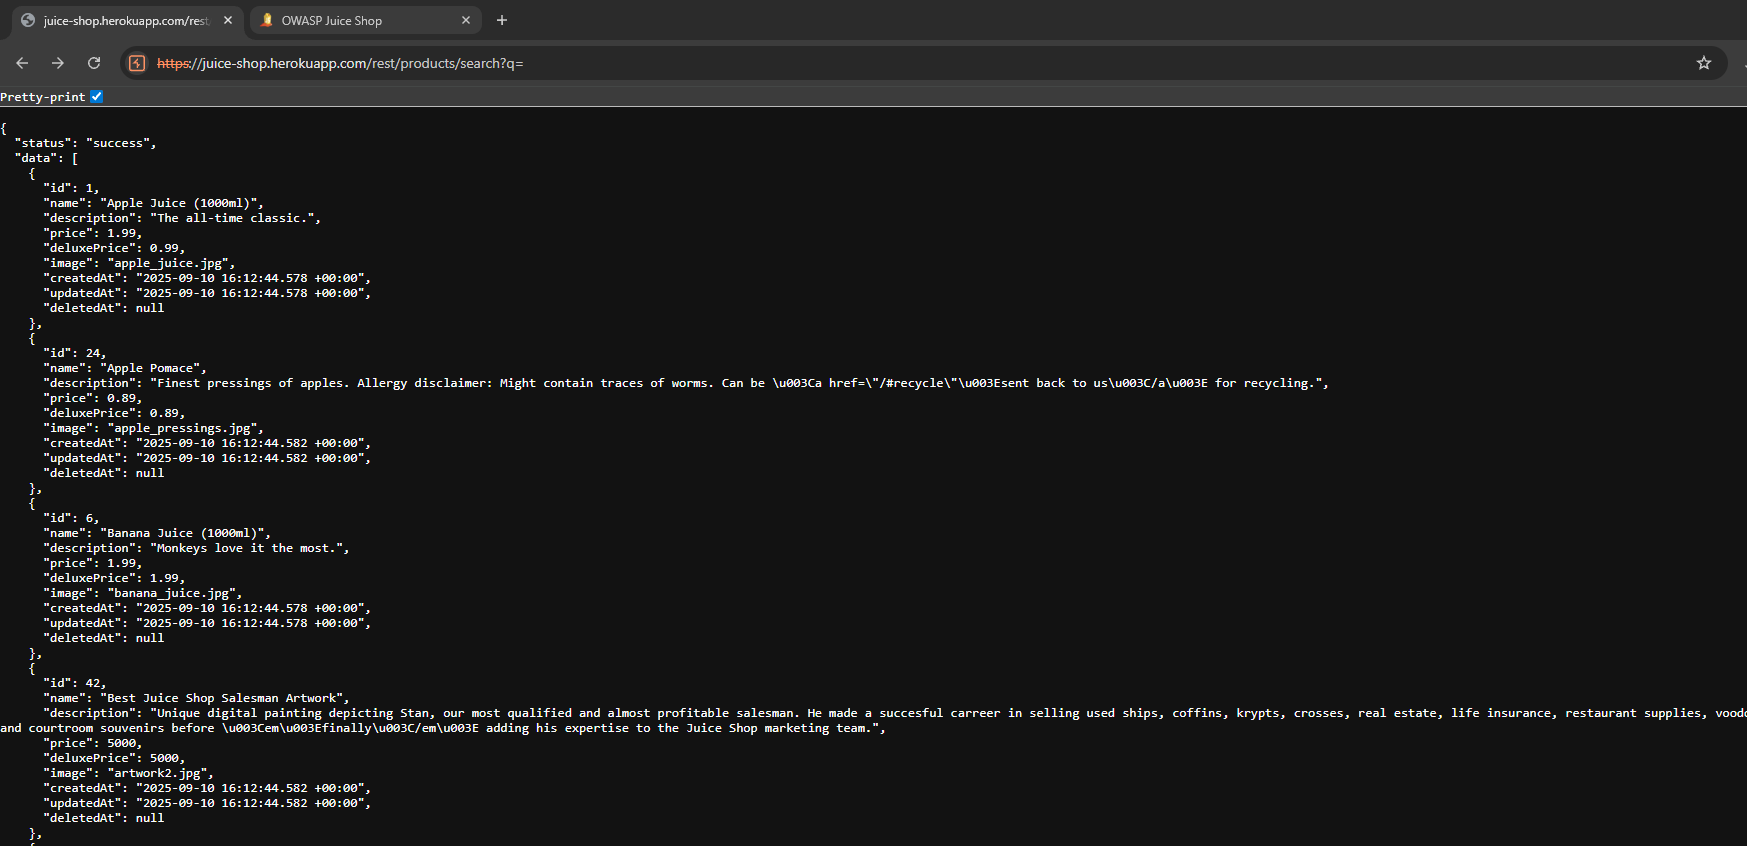 juice-shop.herokuapp.com/rest
OWASP Juice Shop
https://juice-shop.herokuapp.com/rest/products/search?q=
Pretty-print
{
"status": "success",
"data": [
{
"id": 1,
"name": "Apple Juice (1000ml)",
"description": "The all-time classic.",
"price": 1.99,
"deluxePrice": 0.99,
"image": "apple_juice.jpg",
"createdAt": "2025-09-10 16:12:44.578 +00:00",
"updatedAt": "2025-09-10 16:12:44.578 +00:00",
"deletedAt": null
},
{
"id": 24,
"name": "Apple Pomace",
"description": "Finest pressings of apples. Allergy disclaimer: Might contain traces of worms. Can be \u003Ca href=\"/#recycle\"\u003Esent back to us\u003C/a\u003E for recycling.",
"price": 0.89,
"deluxePrice": 0.89,
"image": "apple_pressings.jpg",
"createdAt": "2025-09-10 16:12:44.582 +00:00",
"updatedAt": "2025-09-10 16:12:44.582 +00:00",
"deletedAt": null
},
{
"id": 6,
"name": "Banana Juice (1000ml)",
"description": "Monkeys love it the most.",
"price": 1.99,
"deluxePrice": 1.99,
"image": "banana_juice.jpg",
"createdAt": "2025-09-10 16:12:44.578 +00:00",
"updatedAt": "2025-09-10 16:12:44.578 +00:00",
"deletedAt": null
},
{
"id": 42,
"name": "Best Juice Shop Salesman Artwork",
"description": "Unique digital painting depicting Stan, our most qualified and almost profitable salesman. He made a succesful carreer in selling used ships, coffins, krypts, crosses, real estate, life insurance, restaurant supplies,
and courtroom souvenirs before \u003Cem\u003Efinally\u003C/em\u003E adding his expertise to the Juice Shop marketing team.",
"price": 5000,
"deluxePrice": 5000,
"image": "artwork2.jpg",
"createdAt": "2025-09-10 16:12:44.582 +00:00",
"updatedAt": "2025-09-10 16:12:44.582 +00:00",
"deletedAt": null
},